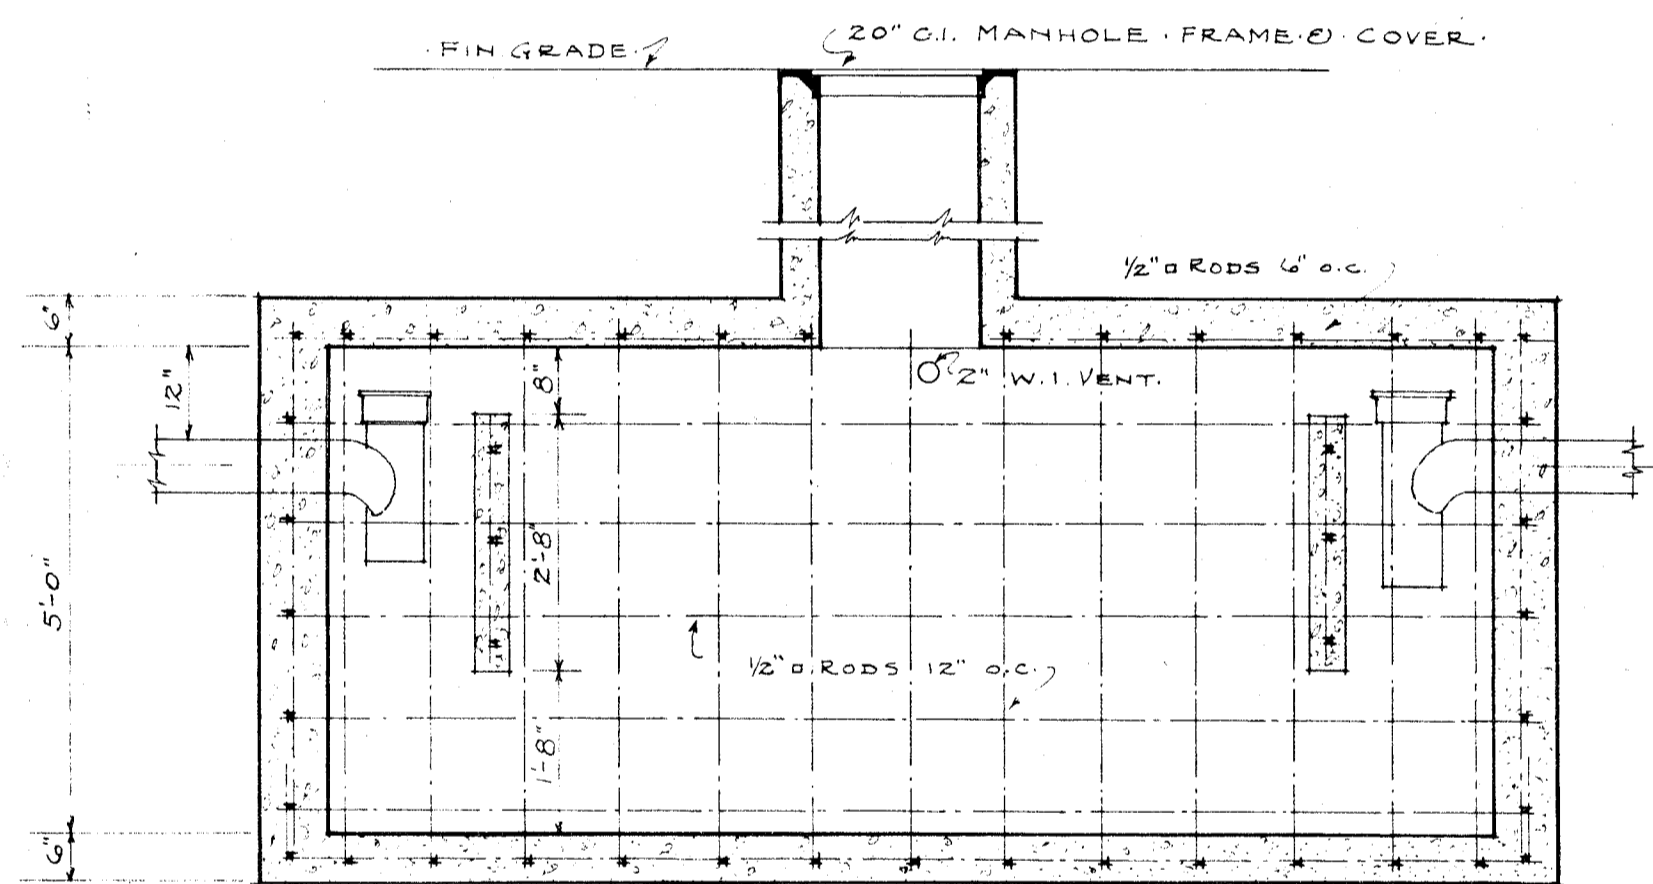 · FIN. GRADE ·
20" C.I. MANHOLE · FRAME · & · COVER ·
1/2" □ RODS 6" O.C.
6"
12"
8"
2" W.I. VENT.
5'-0"
2'-8"
1/2" □ RODS 12" O.C.
1'-8"
6"